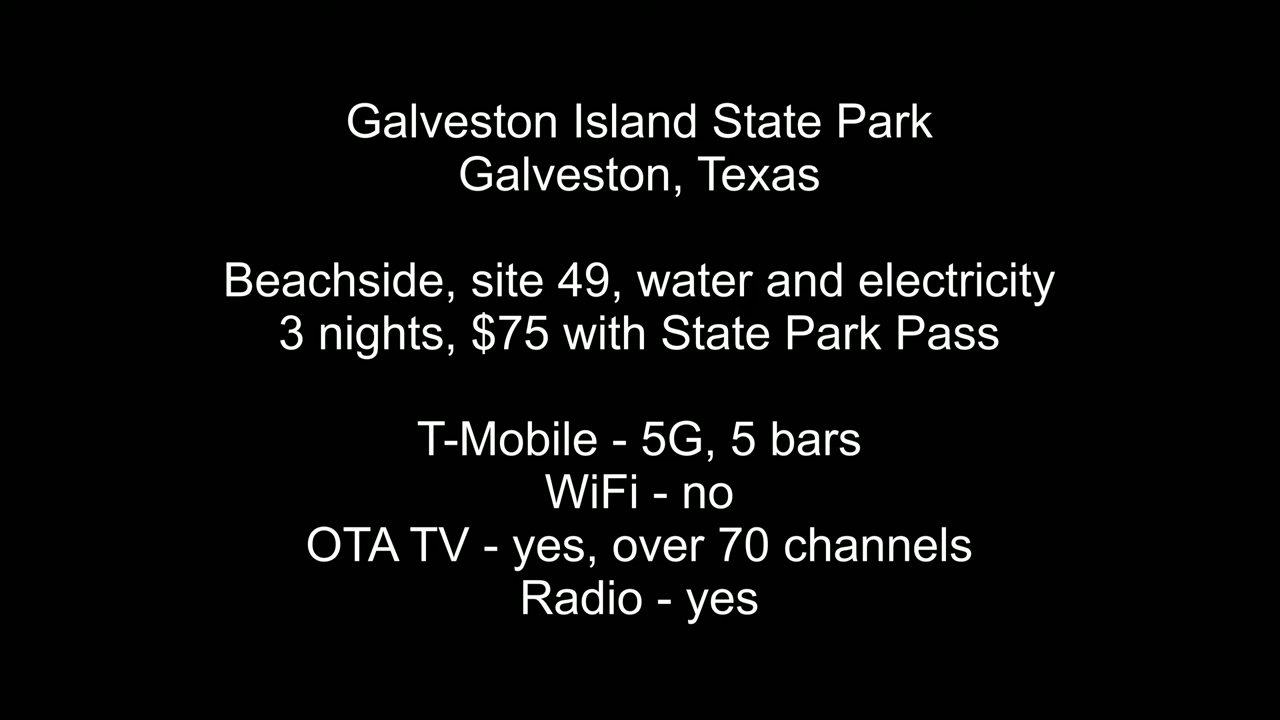 Galveston Island State Park
Galveston, Texas
Beachside, site 49, water and electricity
3 nights, $75 with State Park Pass
T-Mobile - 5G, 5 bars
WiFi - no
OTA TV - yes, over 70 channels
Radio - yes